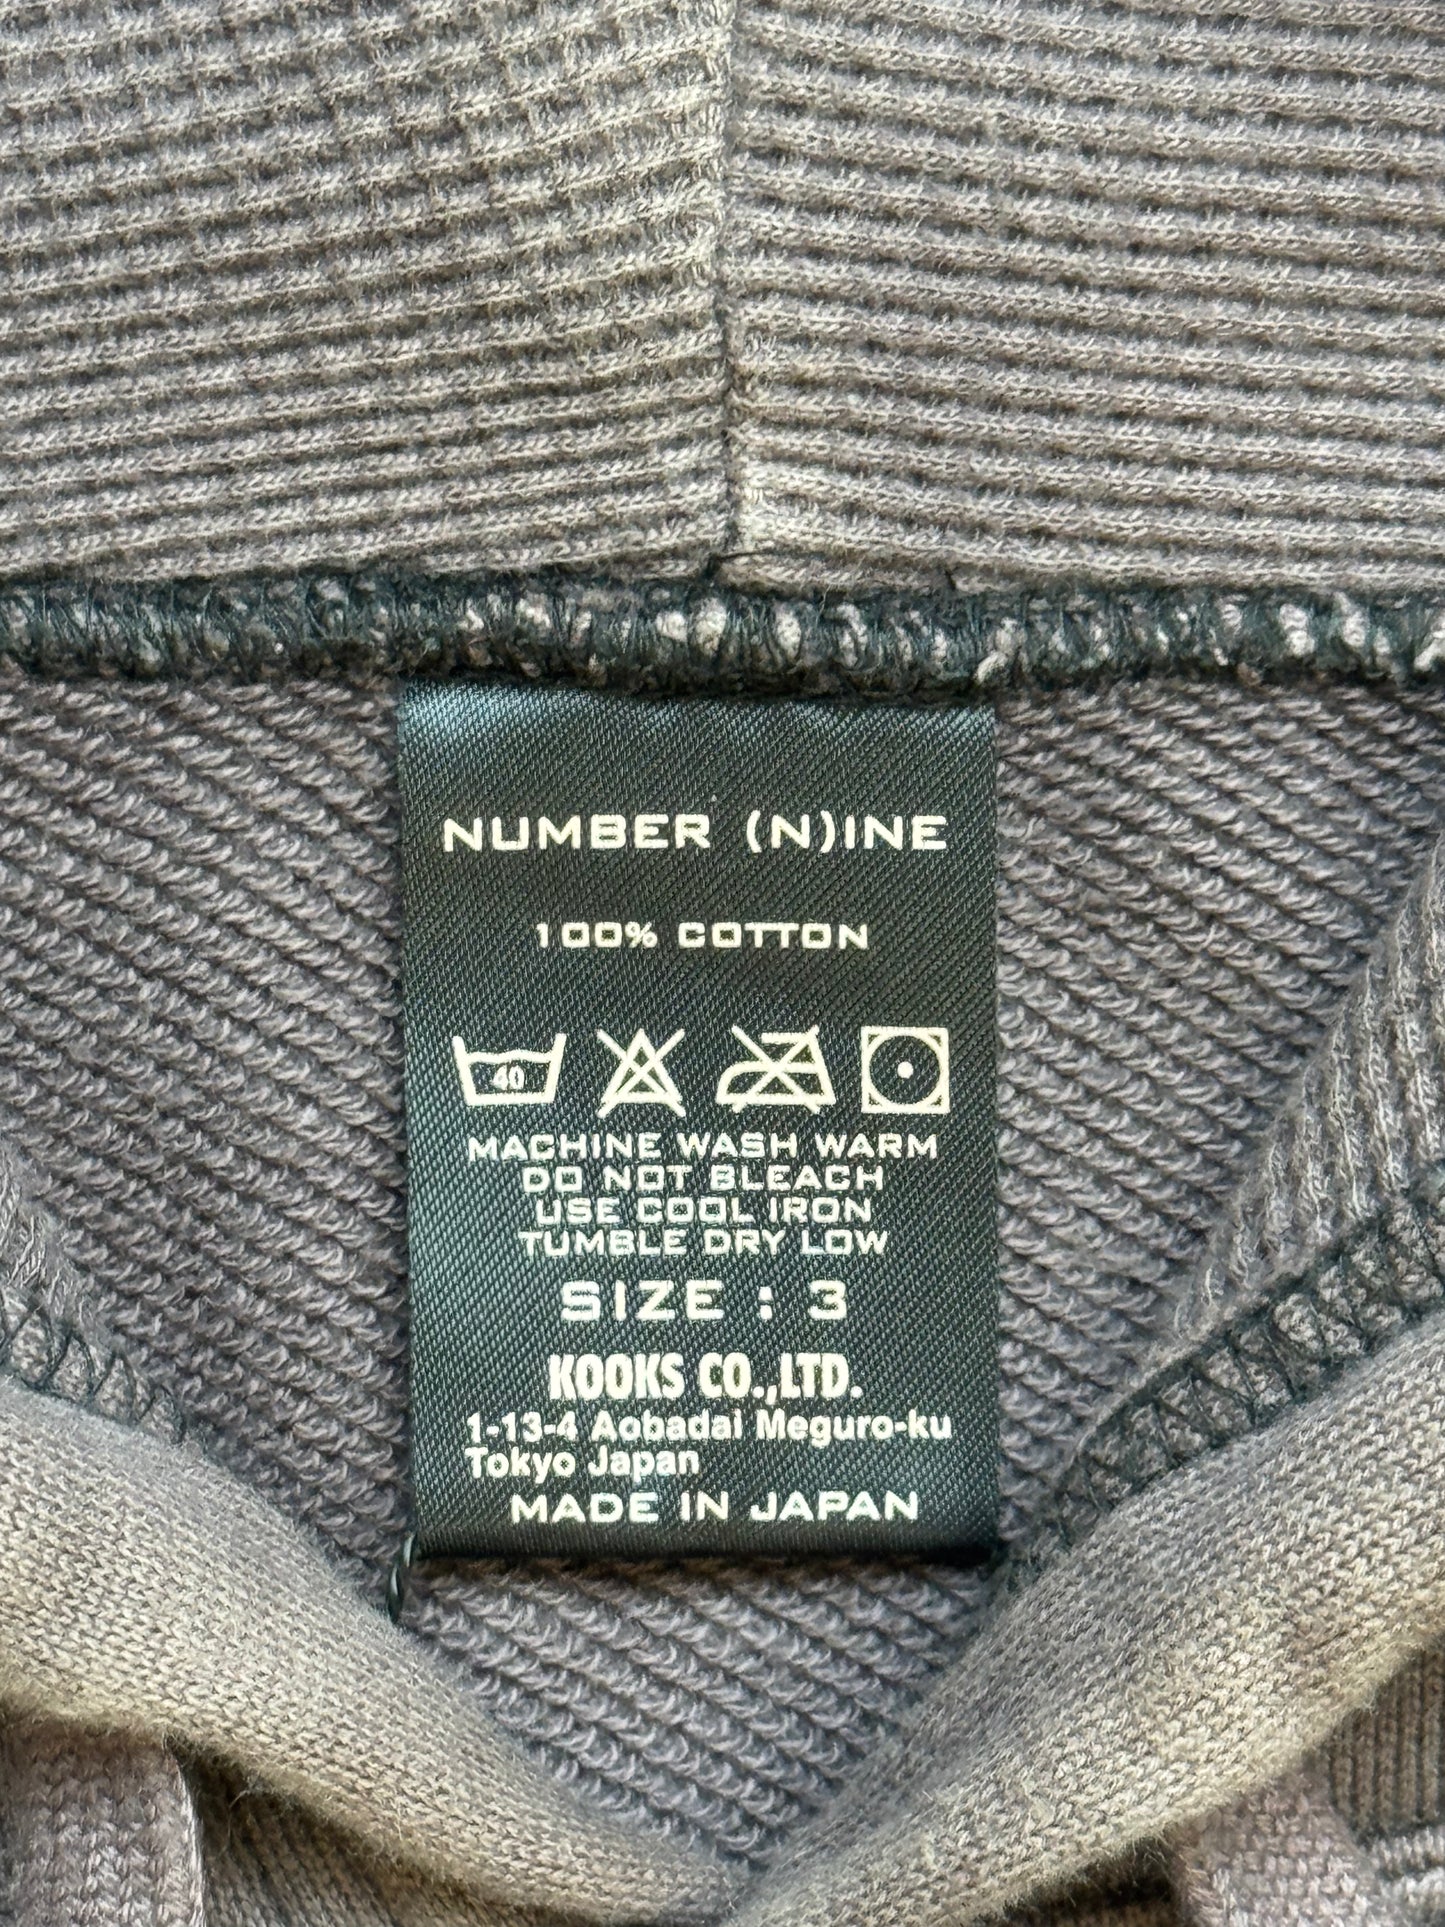 NUMBER (N)INE
100% COTTON
40
MACHINE WASH WARM
DO NOT BLEACH
USE COOL IRON
TUMBLE DRY LOW
SIZE : 3
KOOKS CO.,LTD.
1-13-4 Aobadai Meguro-ku
Tokyo Japan
MADE IN JAPAN